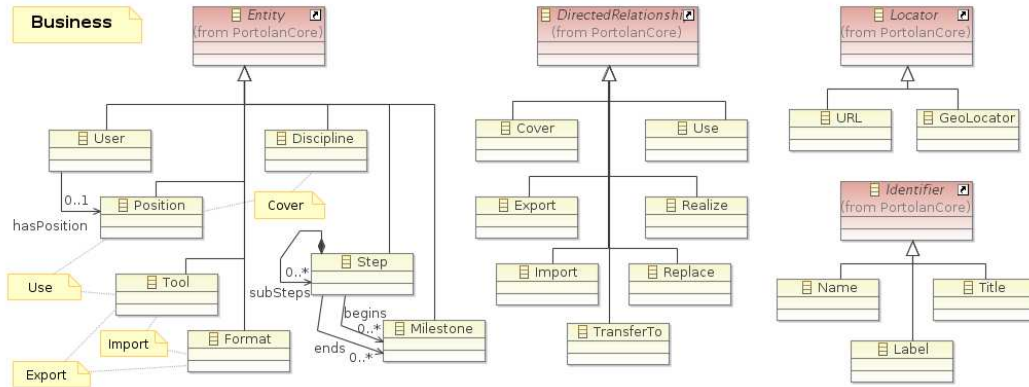 Business
Entity
(from PortolanCore)
DirectedRelationshi
(from PortolanCore)
Locator
(from PortolanCore)
User
Discipline
Cover
Use
URL
GeoLocator
0..1
hasPosition
Position
Cover
Export
Realize
Identifier
(from PortolanCore)
Use
Tool
0..*
subSteps
Step
Import
Replace
Name
Title
begins
0..*
Import
Format
ends
0..*
Milestone
TransferTo
Label
Export